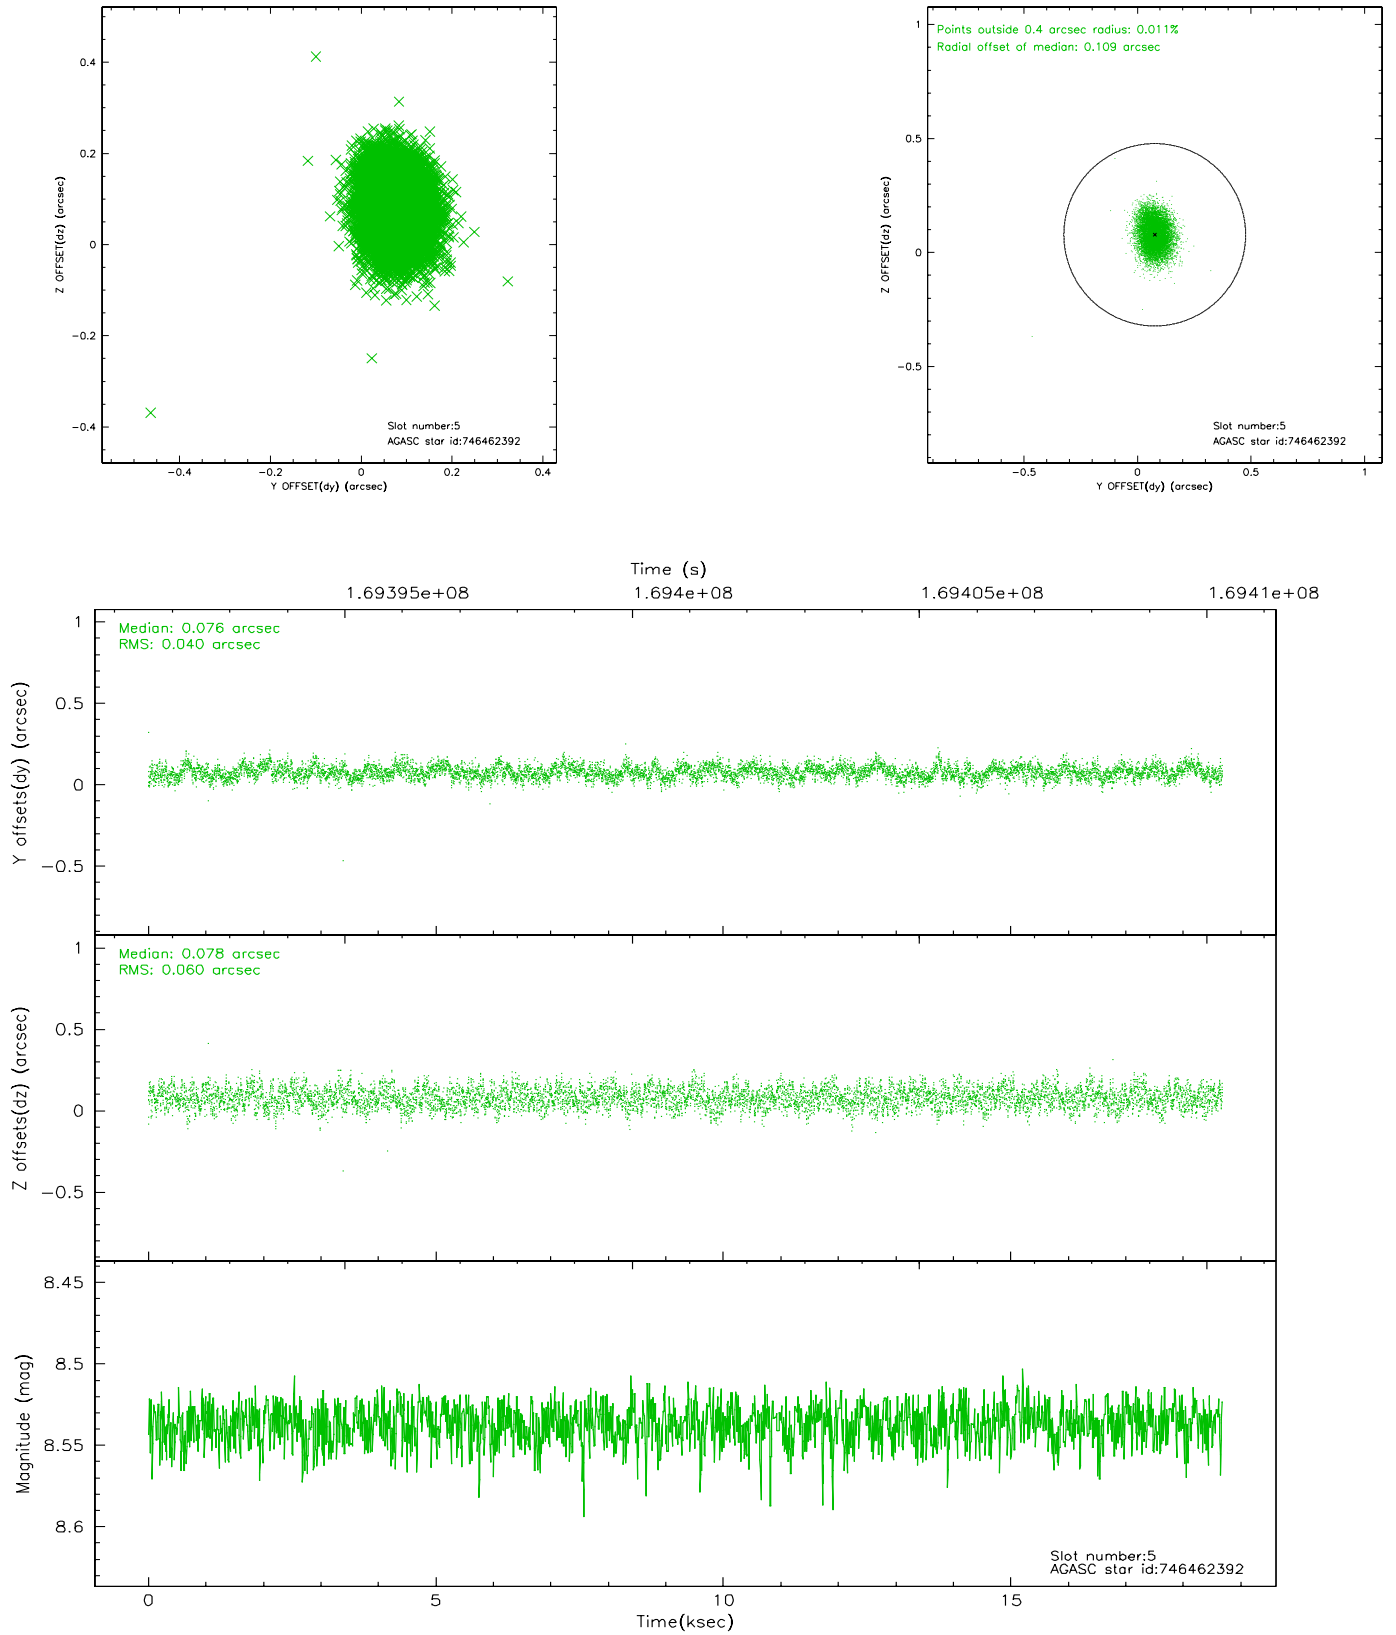 0.4
0.2
0
−0.2
−0.4
Z OFFSET(dz) (arcsec)
Slot number:5
AGASC star id:746462392
−0.4 −0.2 0 0.2 0.4
Y OFFSET(dy) (arcsec)
Points outside 0.4 arcsec radius: 0.011%
Radial offset of median: 0.109 arcsec
1
0.5
0
−0.5
Z OFFSET(dz) (arcsec)
Slot number:5
AGASC star id:746462392
−0.5 0 0.5 1
Y OFFSET(dy) (arcsec)
Time (s)
1.69395e+08 1.694e+08 1.69405e+08 1.6941e+08
Median: 0.076 arcsec
RMS: 0.040 arcsec
1
0.5
0
−0.5
Y offsets(dy) (arcsec)
Median: 0.078 arcsec
RMS: 0.060 arcsec
1
0.5
0
−0.5
Z offsets(dz) (arcsec)
8.45
8.5
8.55
8.6
Magnitude (mag)
Slot number:5
AGASC star id:746462392
0 5 10 15
Time(ksec)